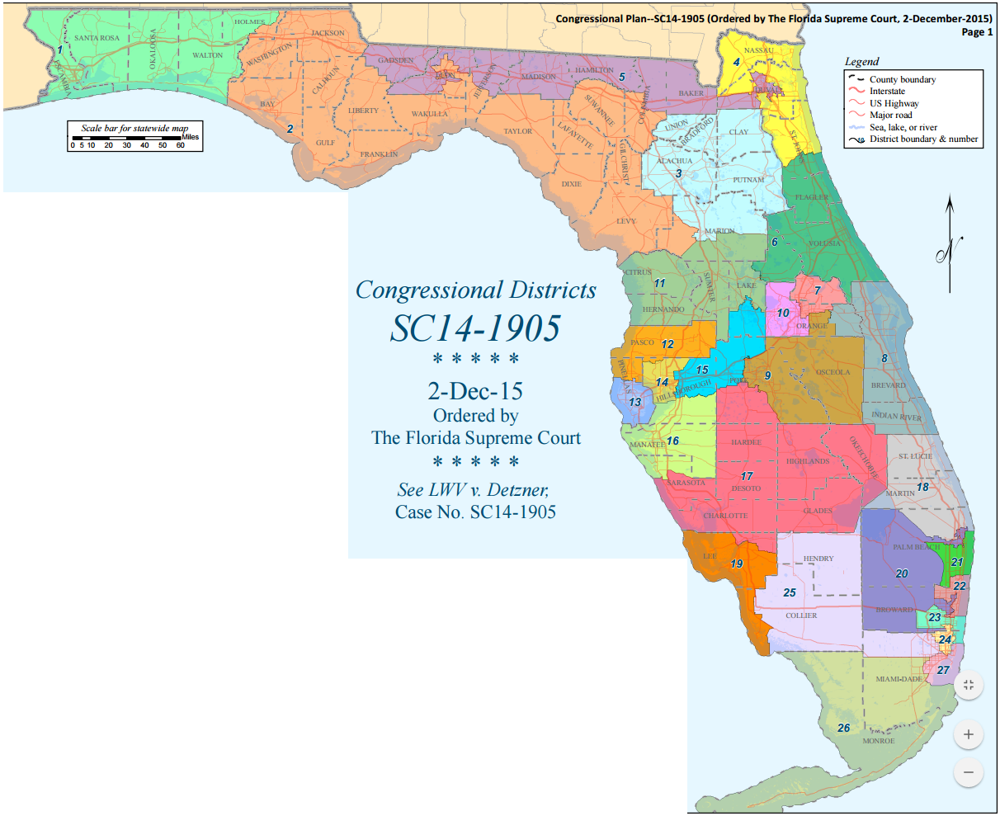 Congressional Plan--SC14-1905 (Ordered by The Florida Supreme Court, 2-December-2015)
Page 1
Legend
County boundary
Interstate
US Highway
Major road
Sea, lake, or river
District boundary & number
Scale bar for statewide map
Miles
0 5 10 20 30 40 50 60
Congressional Districts
SC14-1905
* * * * *
2-Dec-15
Ordered by
The Florida Supreme Court
* * * * *
See LWV v. Detzner,
Case No. SC14-1905
1
ESCAMBIA
SANTA ROSA
OKALOOSA
WALTON
HOLMES
WASHINGTON
JACKSON
BAY
CALHOUN
2
GULF
LIBERTY
FRANKLIN
GADSDEN
LEON
WAKULLA
JEFFERSON
MADISON
TAYLOR
HAMILTON
5
SUWANNEE
LAFAYETTE
COLUMBIA
DIXIE
GILCHRIST
LEVY
BAKER
4
NASSAU
DUVAL
ST. JOHNS
UNION
BRADFORD
CLAY
ALACHUA
3
PUTNAM
MARION
FLAGLER
6
VOLUSIA
CITRUS
11
SUMTER
LAKE
HERNANDO
7
10
ORANGE
PASCO
12
PINELLAS
14
15
HILLSBOROUGH
POLK
9
OSCEOLA
8
BREVARD
13
INDIAN RIVER
MANATEE
16
HARDEE
HIGHLANDS
OKEECHOBEE
ST. LUCIE
SARASOTA
17
DESOTO
18
MARTIN
CHARLOTTE
GLADES
LEE
19
HENDRY
PALM BEACH
20
21
25
22
COLLIER
BROWARD
23
24
27
MIAMI-DADE
26
MONROE
+
−